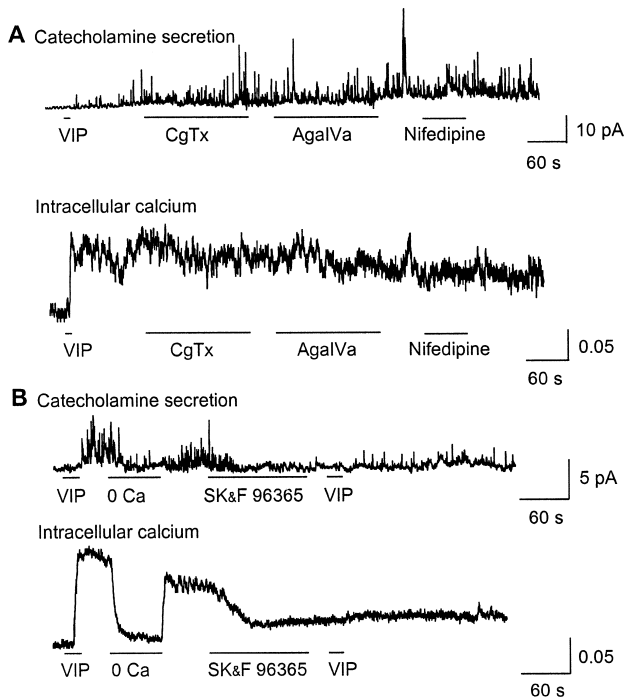 A Catecholamine secretion
VIP CgTx AgaIVa Nifedipine
10 pA
60 s
Intracellular calcium
VIP CgTx AgaIVa Nifedipine
0.05
60 s
B Catecholamine secretion
VIP 0 Ca SK&F 96365 VIP
5 pA
60 s
Intracellular calcium
VIP 0 Ca SK&F 96365 VIP
0.05
60 s